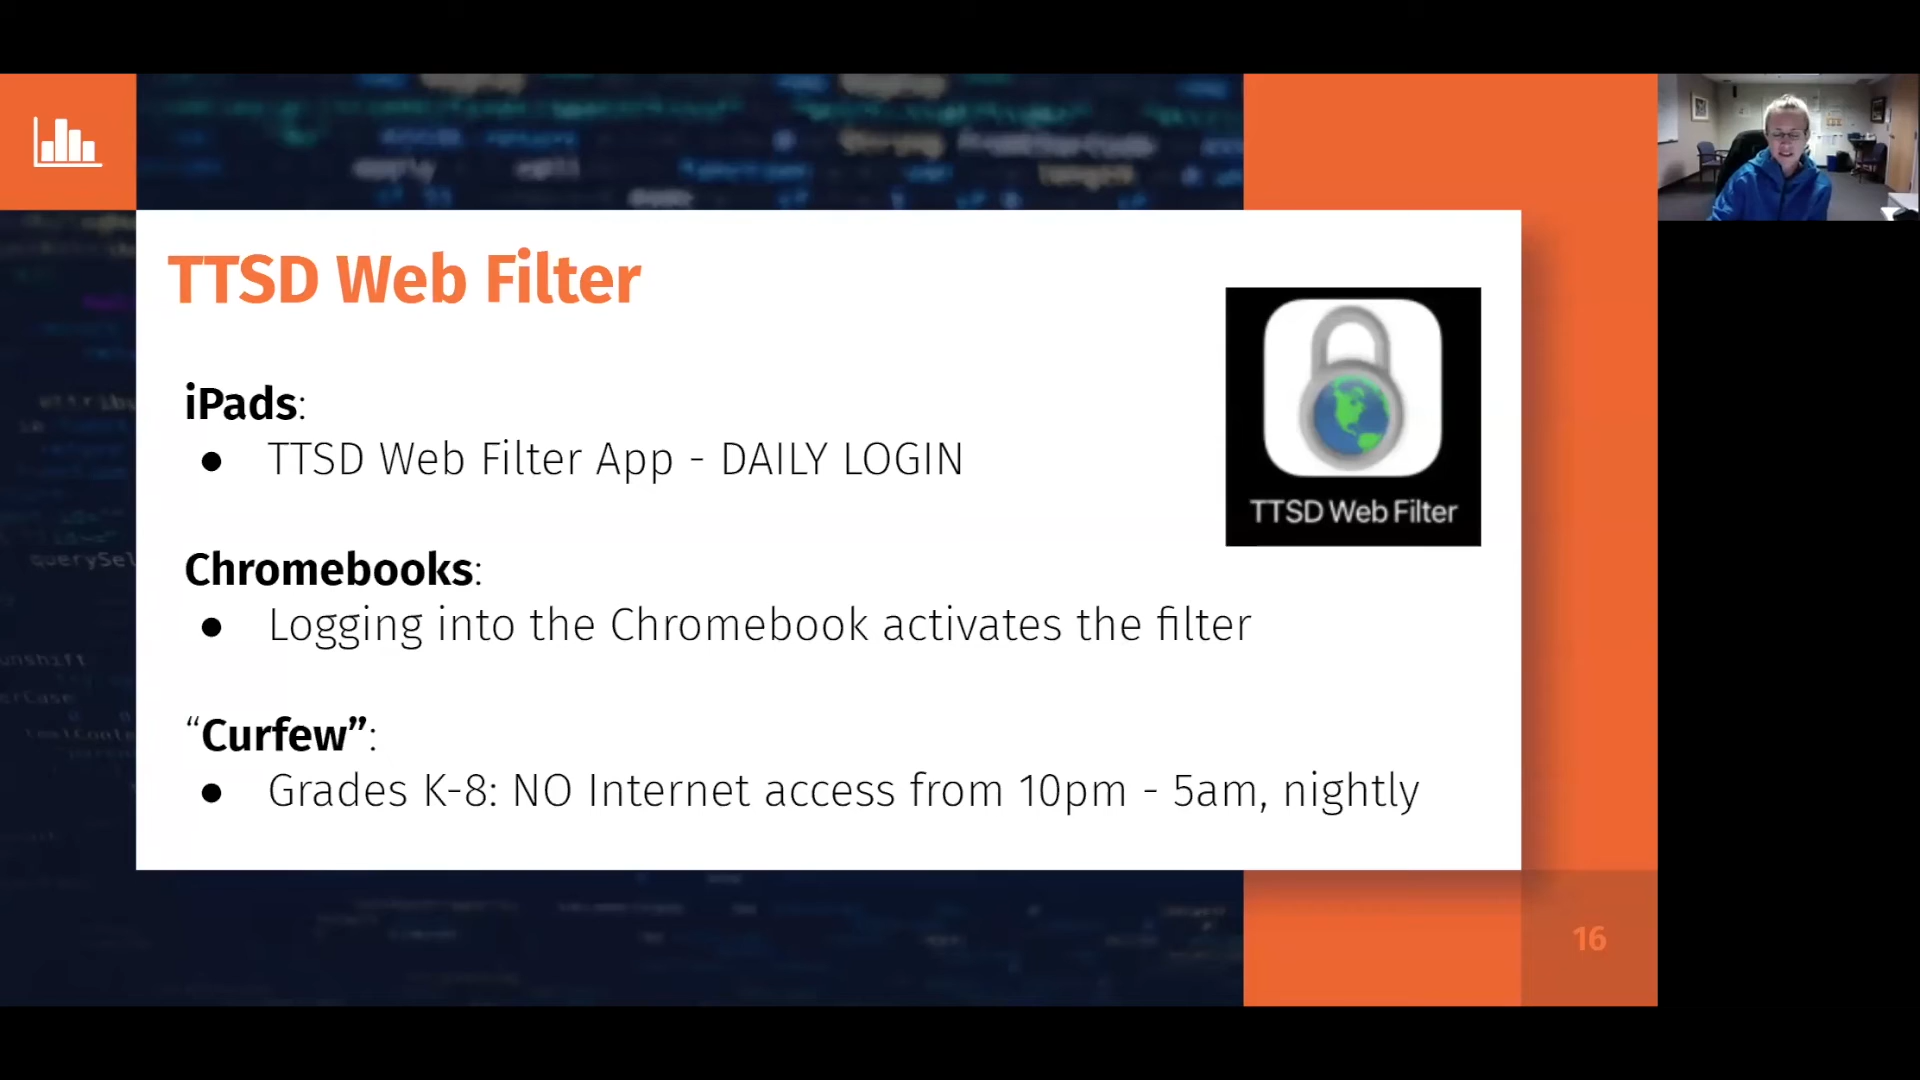 TTSD Web Filter
iPads:
● TTSD Web Filter App - DAILY LOGIN
TTSD Web Filter
Chromebooks:
● Logging into the Chromebook activates the filter
“Curfew”:
● Grades K-8: NO Internet access from 10pm - 5am, nightly
16